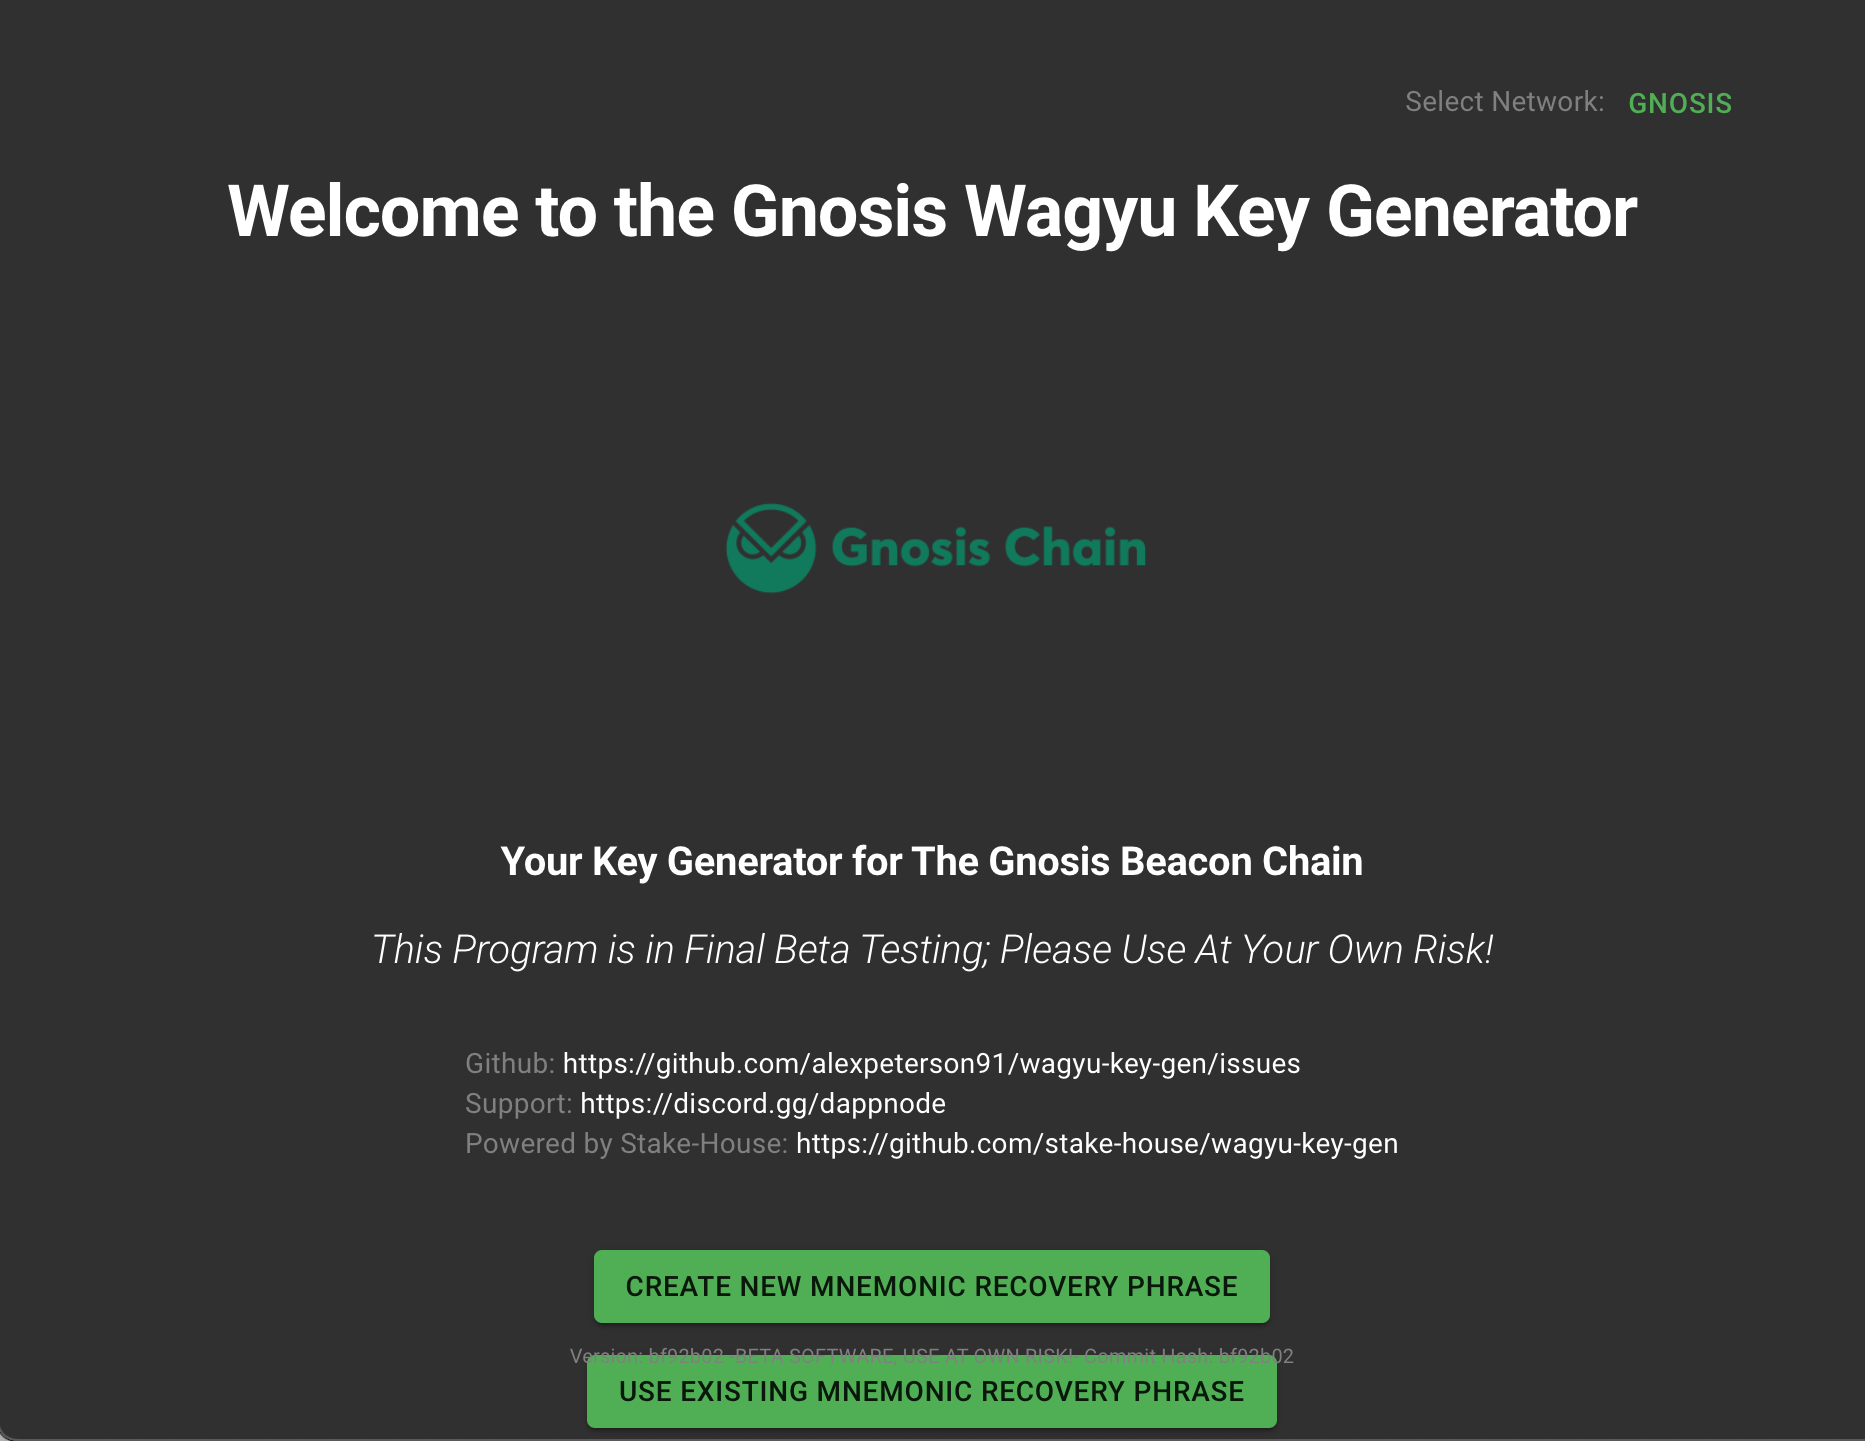 Select Network: GNOSIS
Welcome to the Gnosis Wagyu Key Generator
Gnosis Chain
Your Key Generator for The Gnosis Beacon Chain
This Program is in Final Beta Testing; Please Use At Your Own Risk!
Github: https://github.com/alexpeterson91/wagyu-key-gen/issues
Support: https://discord.gg/dappnode
Powered by Stake-House: https://github.com/stake-house/wagyu-key-gen
CREATE NEW MNEMONIC RECOVERY PHRASE
Version: bf92b02 BETA SOFTWARE, USE AT OWN RISK! Commit Hash: bf92b02
USE EXISTING MNEMONIC RECOVERY PHRASE